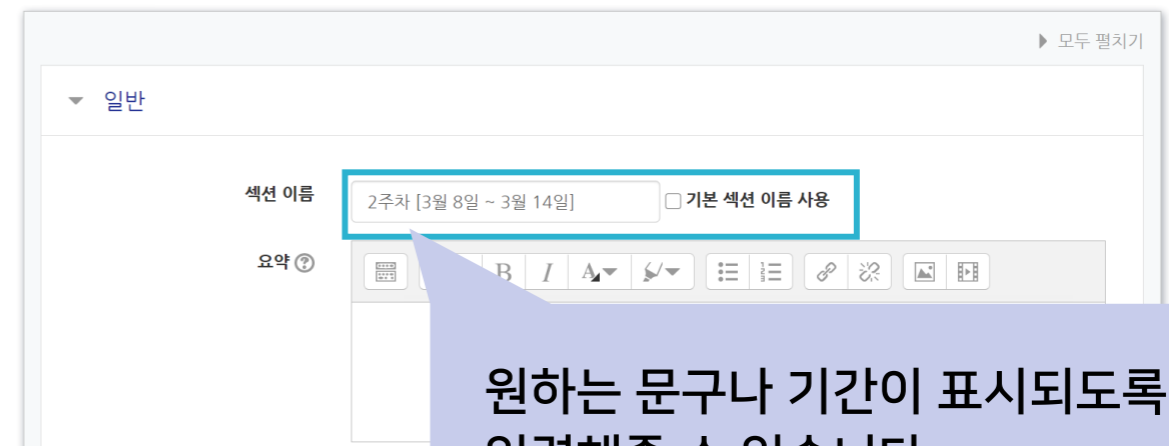 모두 펼치기
일반
섹션 이름
2주차 [3월 8일 ~ 3월 14일]
기본 섹션 이름 사용
요약
B I A
원하는 문구나 기간이 표시되도록